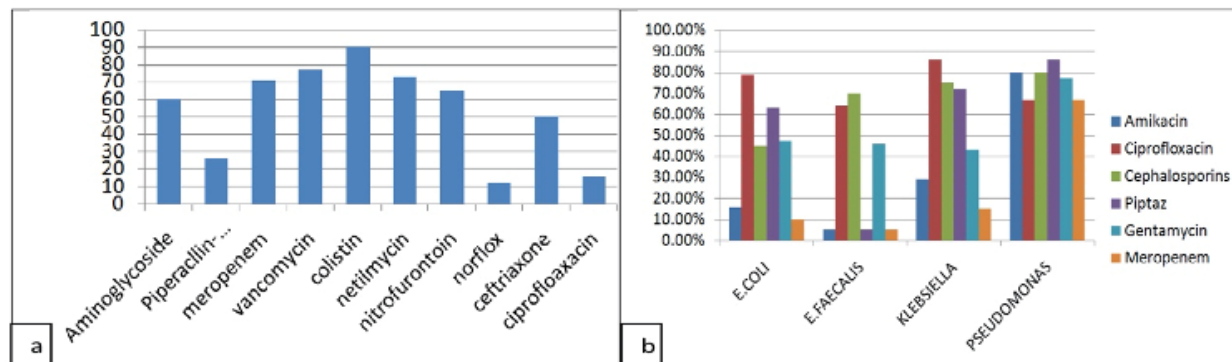 100
90
80
70
60
50
40
30
20
10
0
Aminoglycoside
Piperacllin-...
meropenem
vancomycin
colistin
netilmycin
nitrofurontoin
norflox
ceftriaxone
ciprofloaxacin
a
100.00%
90.00%
80.00%
70.00%
60.00%
50.00%
40.00%
30.00%
20.00%
10.00%
0.00%
E.COLI
E.FAECALIS
KLEBSIELLA
PSEUDOMONAS
Amikacin
Ciprofloxacin
Cephalosporins
Piptaz
Gentamycin
Meropenem
b